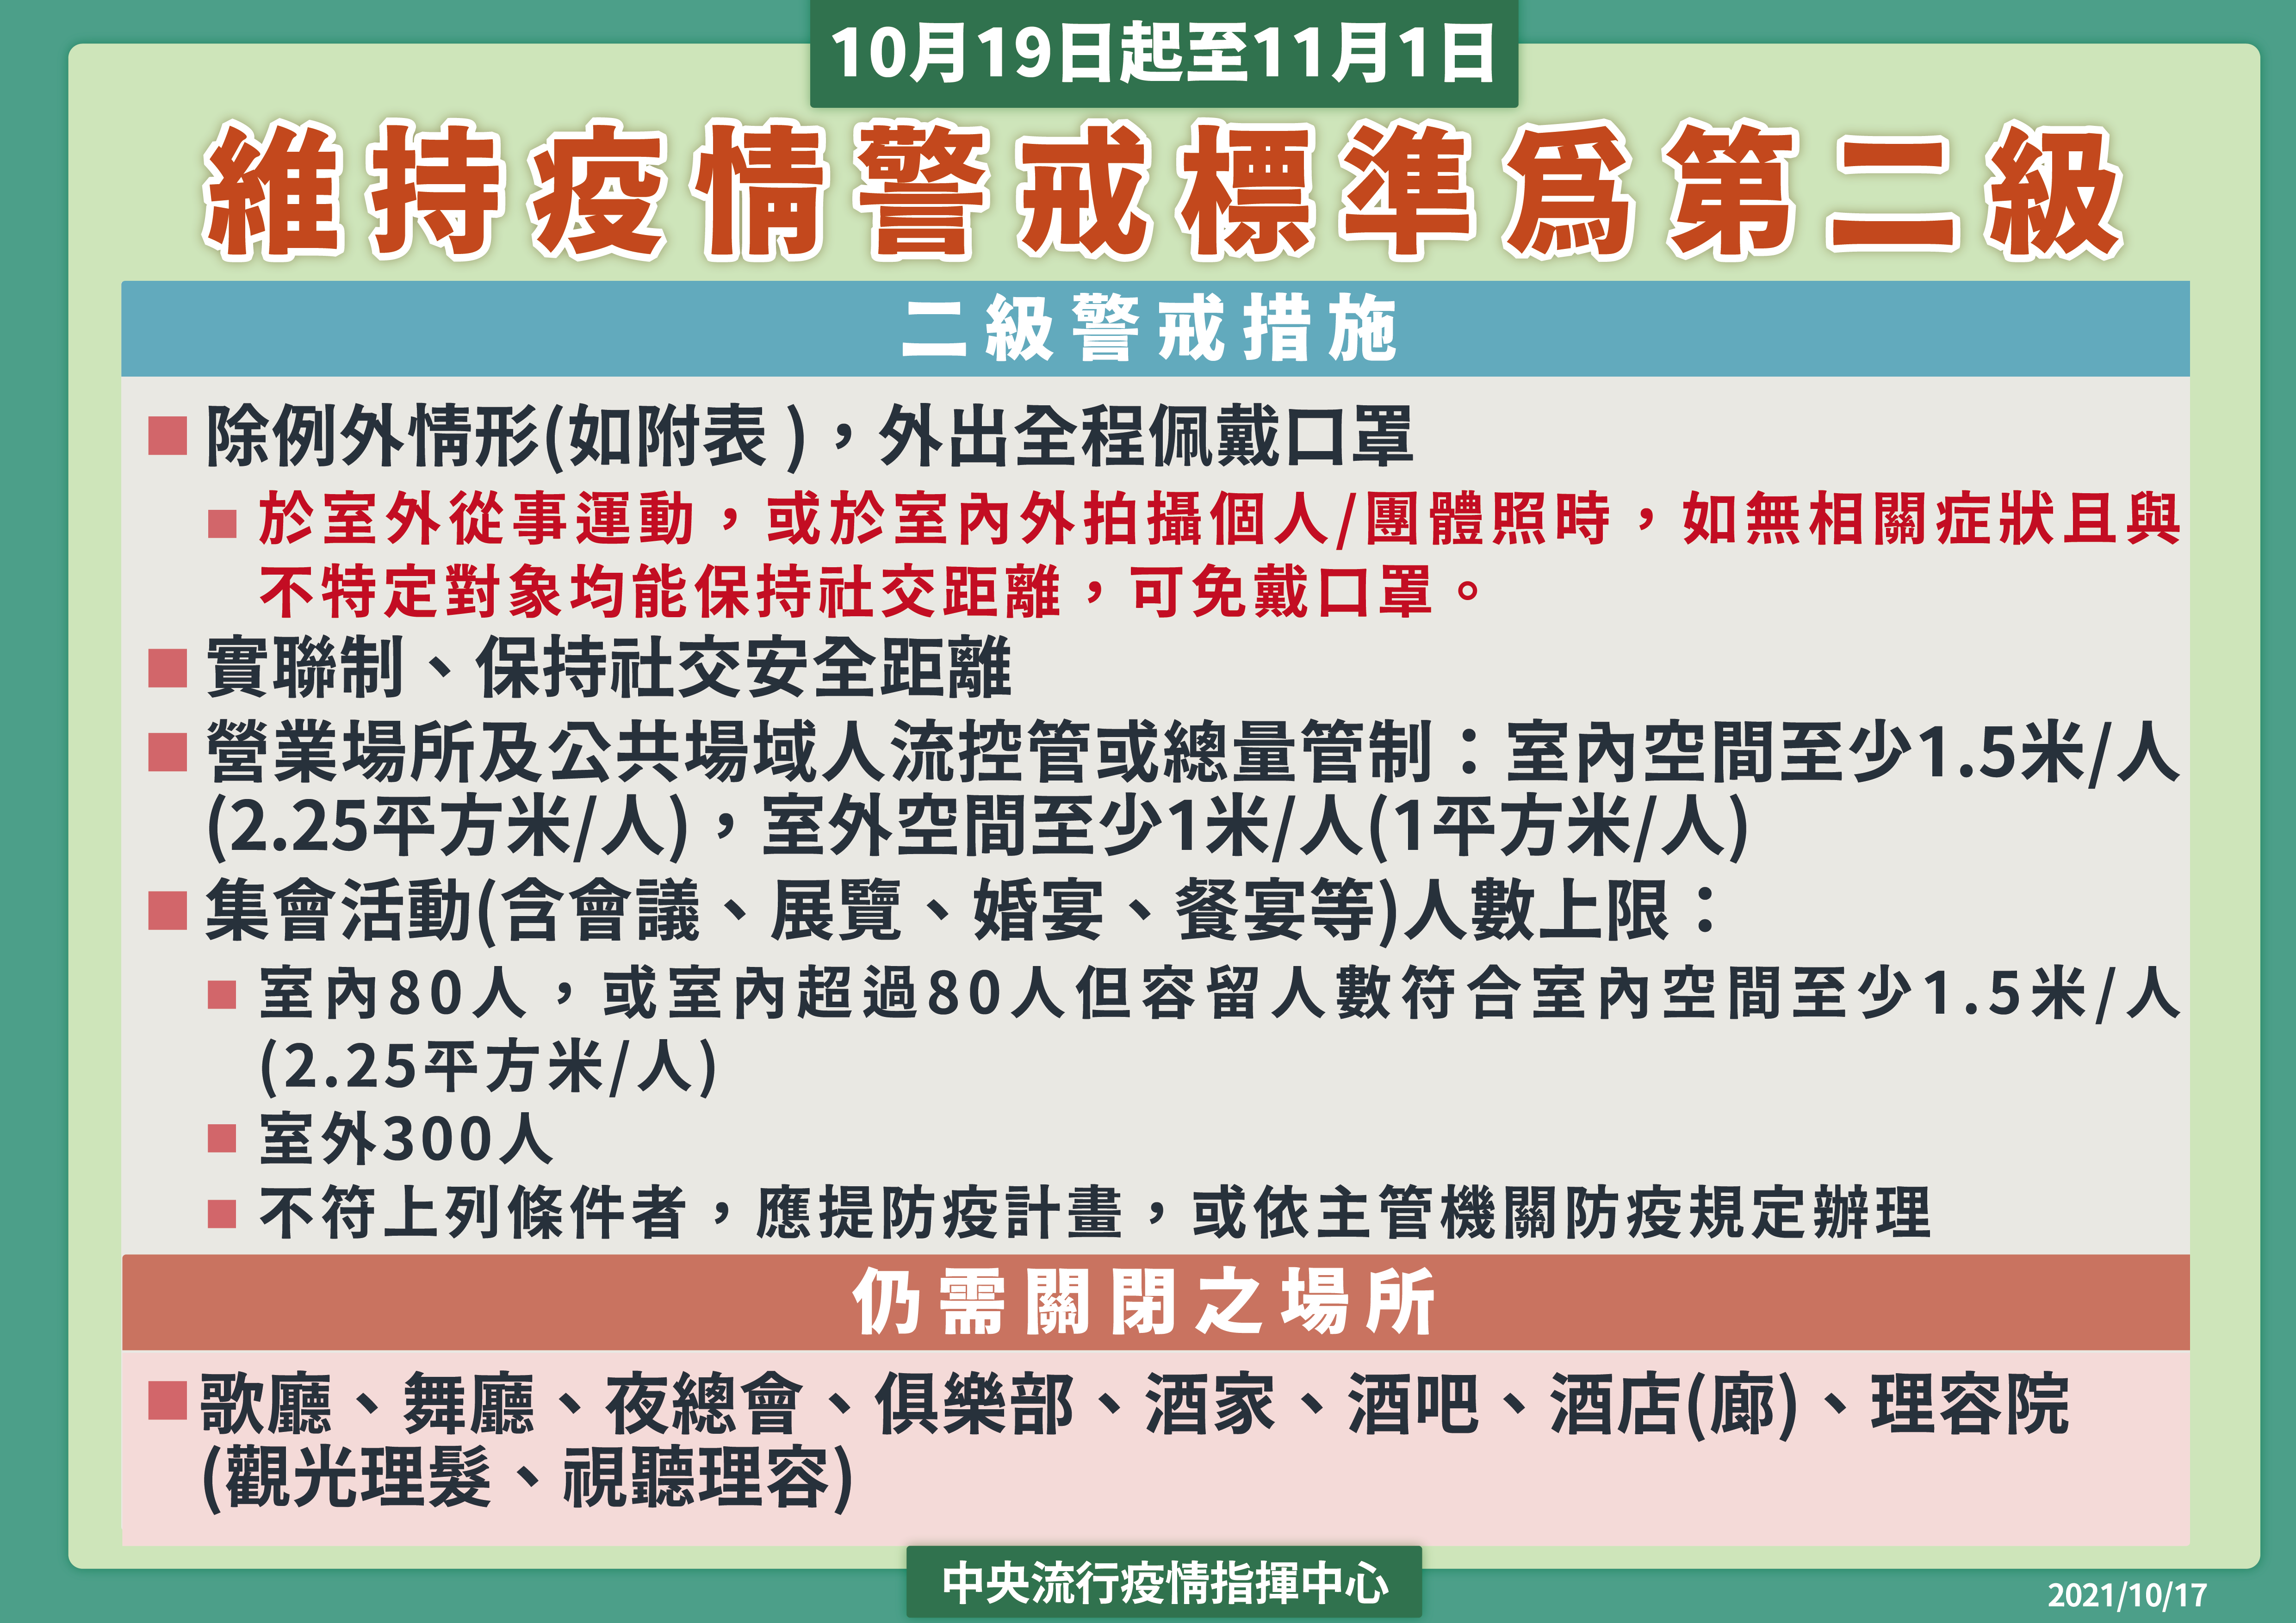 10月19日起至11月1日
維持疫情警戒標準為第二級
二級警戒措施
除例外情形(如附表 )，外出全程佩戴口罩
於室外從事運動，或於室內外拍攝個人/團體照時，如無相關症狀且與
不特定對象均能保持社交距離，可免戴口罩。
實聯制、保持社交安全距離
營業場所及公共場域人流控管或總量管制：室內空間至少1.5米/人
(2.25平方米/人)，室外空間至少1米/人(1平方米/人)
集會活動(含會議、展覽、婚宴、餐宴等)人數上限：
室內80人，或室內超過80人但容留人數符合室內空間至少1.5米/人
(2.25平方米/人)
室外300人
不符上列條件者，應提防疫計畫，或依主管機關防疫規定辦理
仍需關閉之場所
歌廳、舞廳、夜總會、俱樂部、酒家、酒吧、酒店(廊)、理容院
(觀光理髮、視聽理容)
中央流行疫情指揮中心
2021/10/17